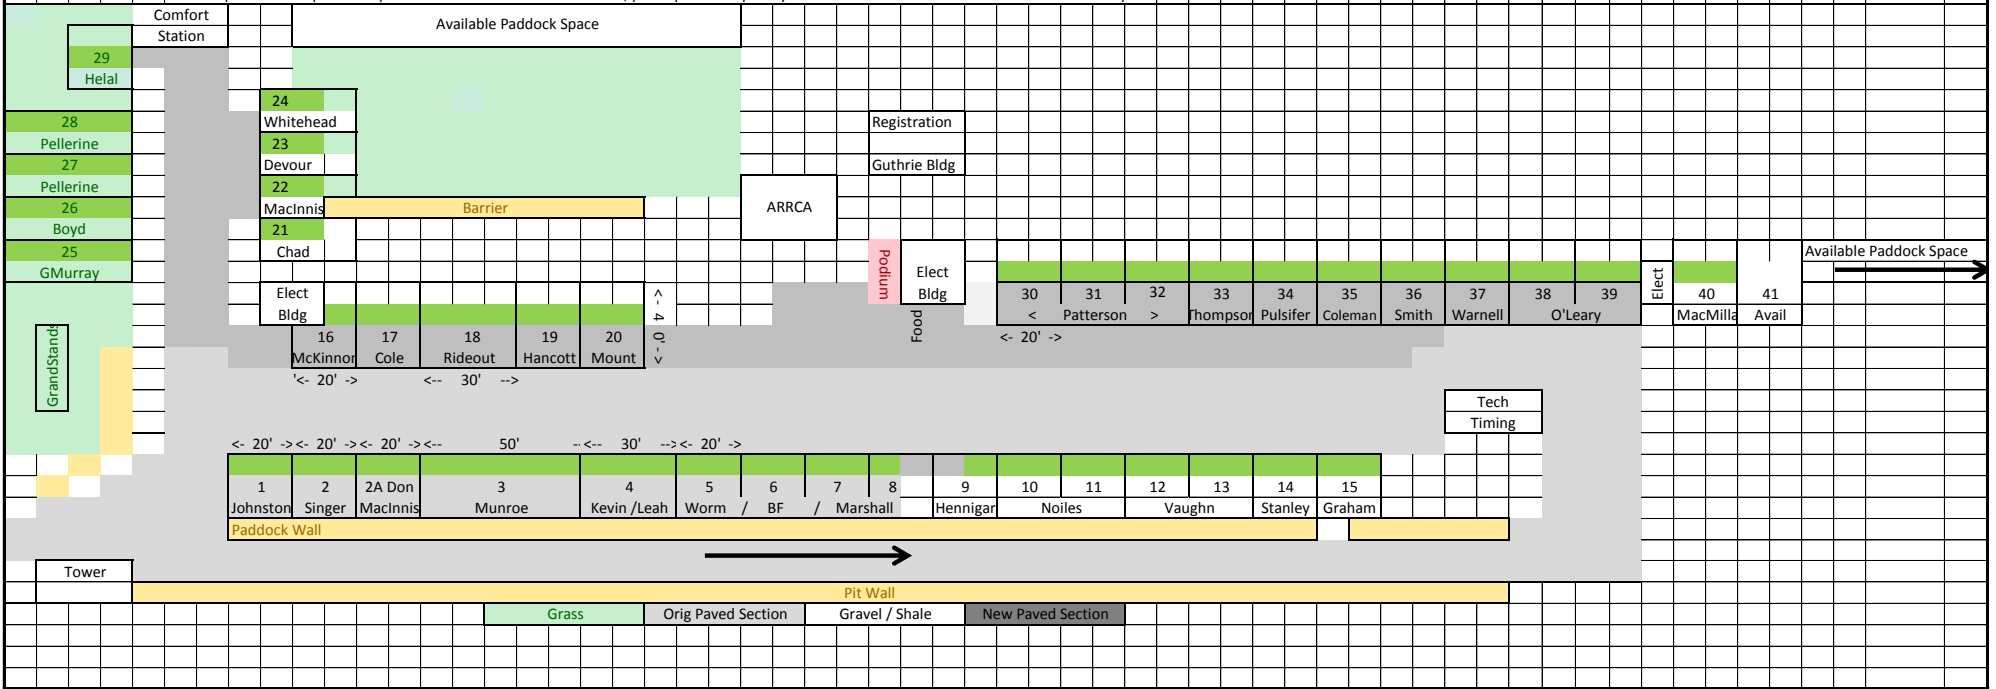 Comfort
Station
Available Paddock Space
29
Helal
24
Whitehead
28
Pellerine
23
Devour
27
Pellerine
22
MacInnis
26
Boyd
Barrier
21
Chad
25
GMurray
Registration
Guthrie Bldg
ARRCA
Podium
Elect
Bldg
Food
Available Paddock Space
30 31 32 33 34 35 36 37 38 39
< Patterson > Thompson Pulsifer Coleman Smith Warnell O'Leary
<- 20' ->
Elect
40 41
MacMilla Avail
Elect
Bldg
<- 4 0'->
16 17 18 19 20
McKinnon Cole Rideout Hancott Mount
'<- 20' -> <-- 30' -->
GrandStands
Tech
Timing
<- 20' -> <- 20' -> <- 20' -> <-- 50' -- <-- 30' --> <- 20' ->
1 2 2A Don 3 4 5 6 7 8 9 10 11 12 13 14 15
Johnston Singer MacInnis Munroe Kevin /Leah Worm / BF / Marshall Hennigar Noiles Vaughn Stanley Graham
Paddock Wall
Tower
Pit Wall
Grass Orig Paved Section Gravel / Shale New Paved Section